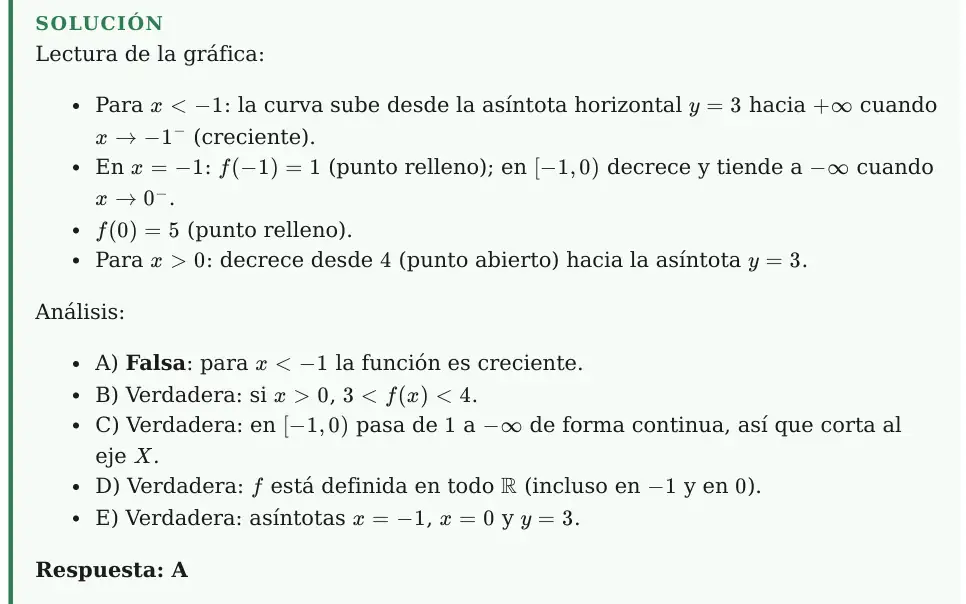 SOLUCIÓN
Lectura de la gráfica:
• Para x < −1: la curva sube desde la asíntota horizontal y = 3 hacia +∞ cuando
x → −1⁻ (creciente).
• En x = −1: f(−1) = 1 (punto relleno); en [−1, 0) decrece y tiende a −∞ cuando
x → 0⁻.
• f(0) = 5 (punto relleno).
• Para x > 0: decrece desde 4 (punto abierto) hacia la asíntota y = 3.
Análisis:
• A) Falsa: para x < −1 la función es creciente.
• B) Verdadera: si x > 0, 3 < f(x) < 4.
• C) Verdadera: en [−1, 0) pasa de 1 a −∞ de forma continua, así que corta al
eje X.
• D) Verdadera: f está definida en todo ℝ (incluso en −1 y en 0).
• E) Verdadera: asíntotas x = −1, x = 0 y y = 3.
Respuesta: A